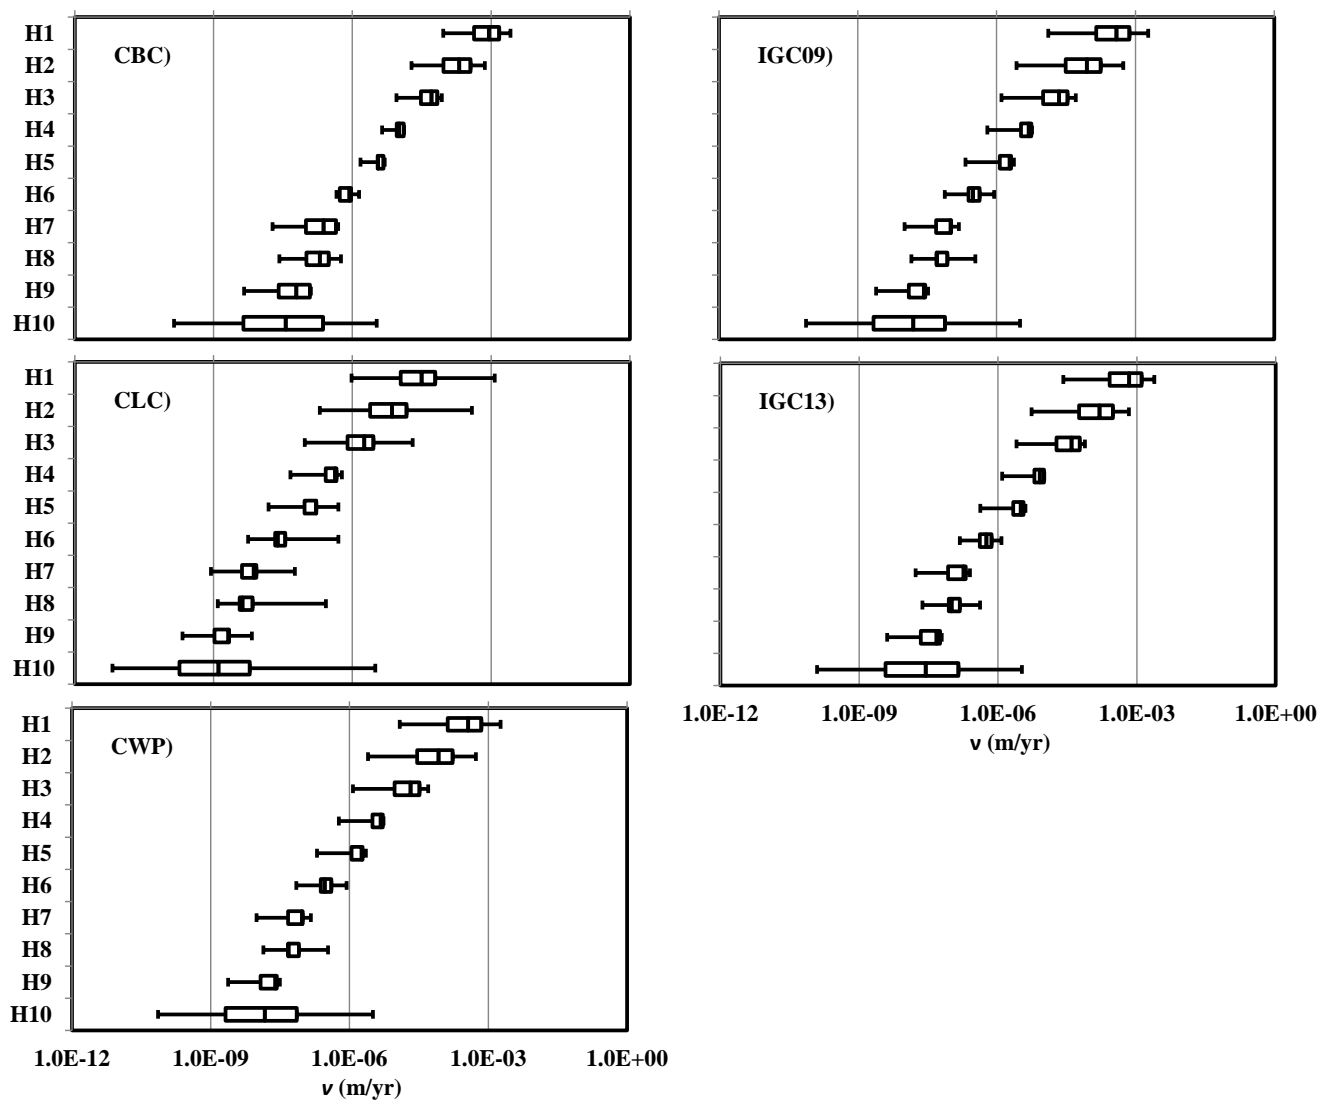 CBC)
H1
H2
H3
H4
H5
H6
H7
H8
H9
H10
IGC09)
CLC)
H1
H2
H3
H4
H5
H6
H7
H8
H9
H10
IGC13)
1.0E-12 1.0E-09 1.0E-06 1.0E-03 1.0E+00
ν (m/yr)
CWP)
H1
H2
H3
H4
H5
H6
H7
H8
H9
H10
1.0E-12 1.0E-09 1.0E-06 1.0E-03 1.0E+00
ν (m/yr)